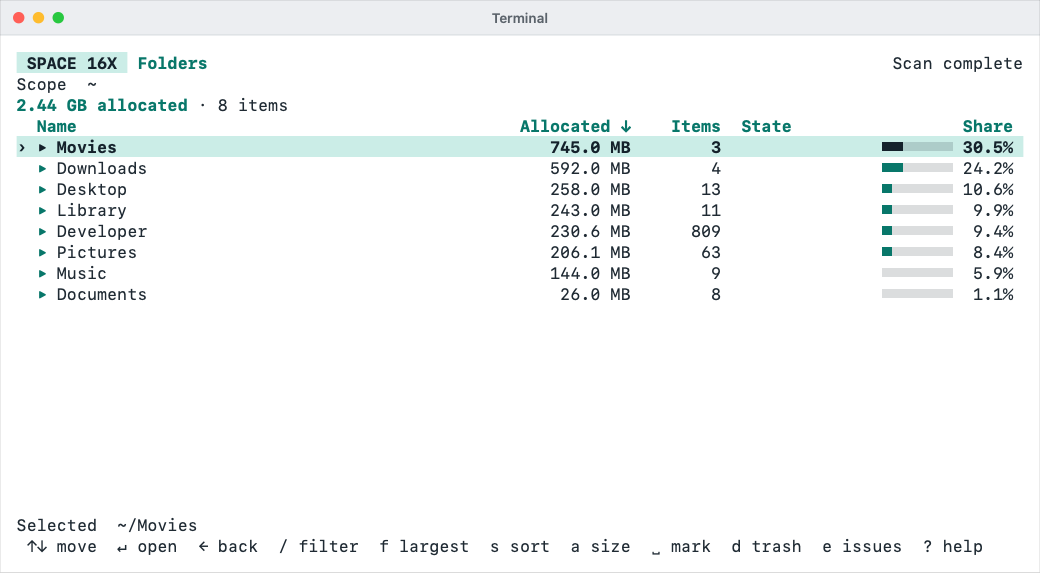 Terminal
SPACE 16X Folders Scan complete
Scope ~
2.44 GB allocated · 8 items
Name Allocated ↓ Items State Share
› ▸ Movies 745.0 MB 3 30.5%
▸ Downloads 592.0 MB 4 24.2%
▸ Desktop 258.0 MB 13 10.6%
▸ Library 243.0 MB 11 9.9%
▸ Developer 230.6 MB 809 9.4%
▸ Pictures 206.1 MB 63 8.4%
▸ Music 144.0 MB 9 5.9%
▸ Documents 26.0 MB 8 1.1%
Selected ~/Movies
↑↓ move ↵ open ← back / filter f largest s sort a size ␣ mark d trash e issues ? help